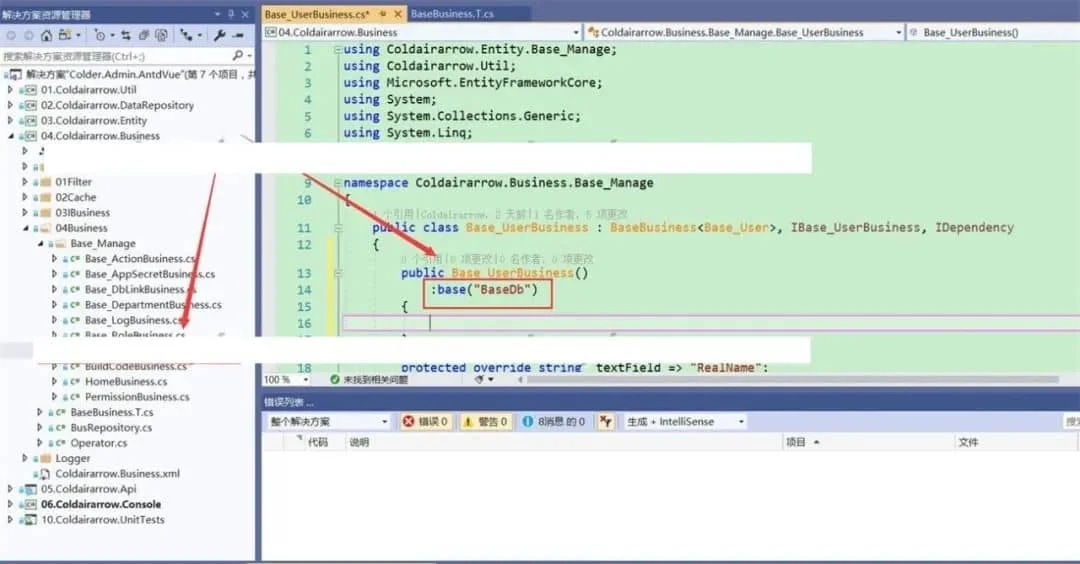 解决方案资源管理器
搜索解决方案资源管理器(Ctrl+;)
解决方案"Colder.Admin.AntdVue"(第 7 个项目，共
01.Coldairarrow.Util
02.Coldairarrow.DataRepository
03.Coldairarrow.Entity
04.Coldairarrow.Business
01Filter
02Cache
03IBusiness
04Business
Base_Manage
Base_ActionBusiness.cs
Base_AppSecretBusiness.cs
Base_DbLinkBusiness.cs
Base_DepartmentBusiness.cs
Base_LogBusiness.cs
Base_RoleBusiness.cs
BuildCodeBusiness.cs
HomeBusiness.cs
PermissionBusiness.cs
BaseBusiness.T.cs
BusRepository.cs
Operator.cs
Logger
Coldairarrow.Business.xml
05.Coldairarrow.Api
06.Coldairarrow.Console
10.Coldairarrow.UnitTests
Base_UserBusiness.cs* BaseBusiness.T.cs
04.Coldairarrow.Business Coldairarrow.Business.Base_Manage.Base_UserBusiness Base_UserBusiness()
1 using Coldairarrow.Entity.Base_Manage;
2 using Coldairarrow.Util;
3 using Microsoft.EntityFrameworkCore;
4 using System;
5 using System.Collections.Generic;
6 using System.Linq;
9 namespace Coldairarrow.Business.Base_Manage
10 {
个引用|Coldairarrow，2 天前|1 名作者，5 项更改
11 public class Base_UserBusiness : BaseBusiness<Base_User>, IBase_UserBusiness, IDependency
12 {
0 个引用|0 项更改|0 名作者，0 项更改
13 public Base_UserBusiness()
14 :base("BaseDb")
15 {
16
18 protected override string _textField => "RealName";
100 % 未找到相关问题
错误列表 ...
整个解决方案 错误 0 警告 0 8消息 的 0 生成 + IntelliSense
代码 说明 项目 文件